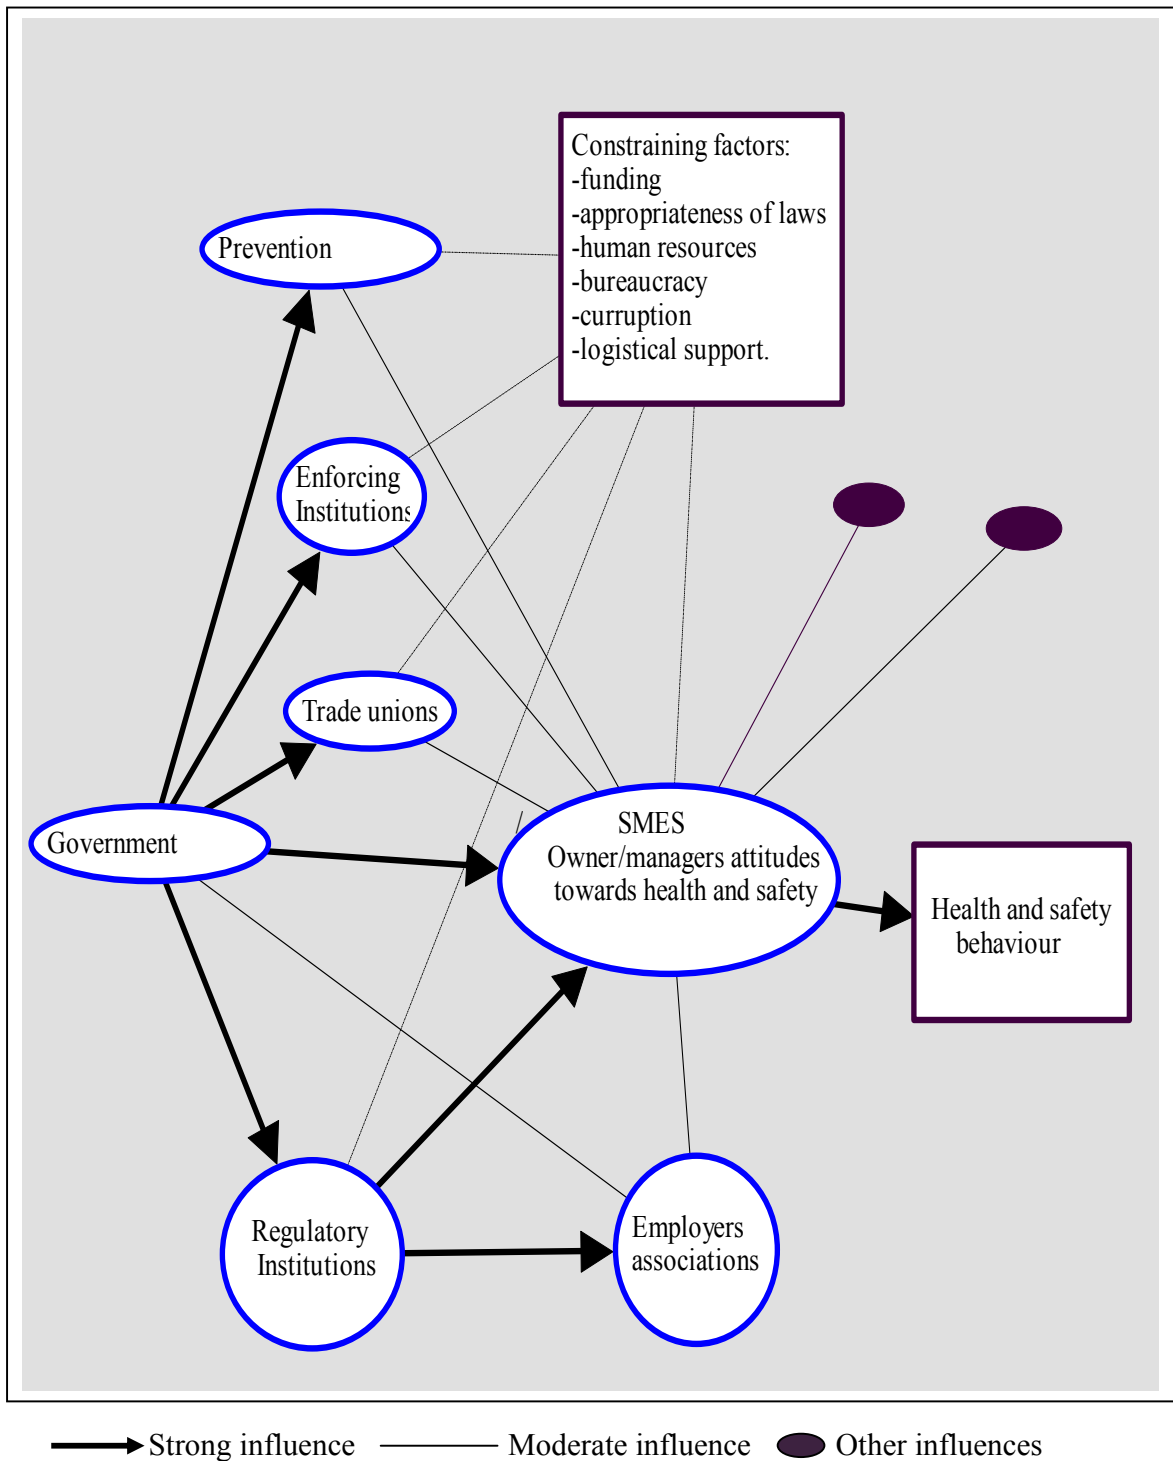 Constraining factors:
-funding
-appropriateness of laws
-human resources
-bureaucracy
-curruption
-logistical support.
Prevention
Enforcing
Institutions
Trade unions
Government
SMES
Owner/managers attitudes
towards health and safety
Health and safety
behaviour
Regulatory
Institutions
Employers
associations
Strong influence
Moderate influence
Other influences